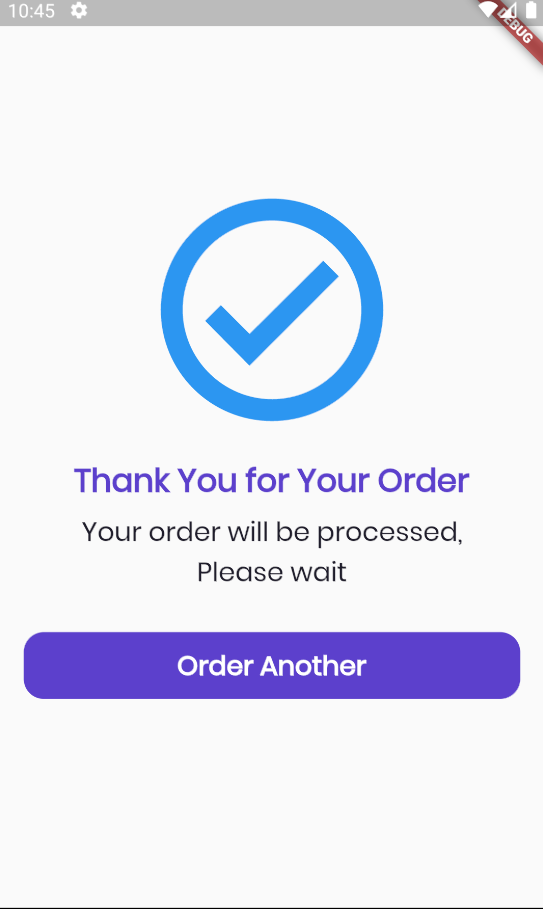 10:45
DEBUG
Thank You for Your Order
Your order will be processed,
Please wait
Order Another